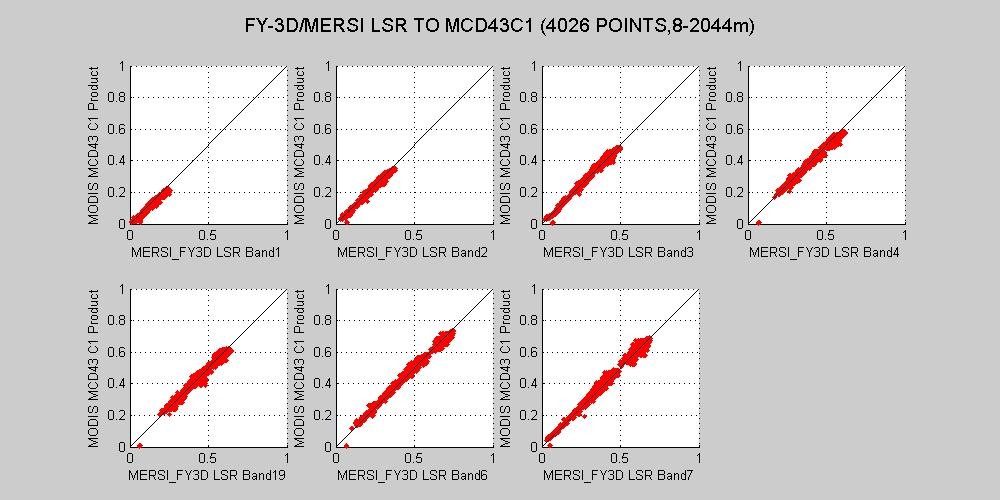 FY-3D/MERSI LSR TO MCD43C1 (4026 POINTS,8-2044m)
MODIS MCD43 C1 Product
1
0.8
0.6
0.4
0.2
0
0 0.5 1
MERSI_FY3D LSR Band1
MODIS MCD43 C1 Product
1
0.8
0.6
0.4
0.2
0
0 0.5 1
MERSI_FY3D LSR Band2
MODIS MCD43 C1 Product
1
0.8
0.6
0.4
0.2
0
0 0.5 1
MERSI_FY3D LSR Band3
MODIS MCD43 C1 Product
1
0.8
0.6
0.4
0.2
0
0 0.5 1
MERSI_FY3D LSR Band4
MODIS MCD43 C1 Product
1
0.8
0.6
0.4
0.2
0
0 0.5 1
MERSI_FY3D LSR Band19
MODIS MCD43 C1 Product
1
0.8
0.6
0.4
0.2
0
0 0.5 1
MERSI_FY3D LSR Band6
MODIS MCD43 C1 Product
1
0.8
0.6
0.4
0.2
0
0 0.5 1
MERSI_FY3D LSR Band7